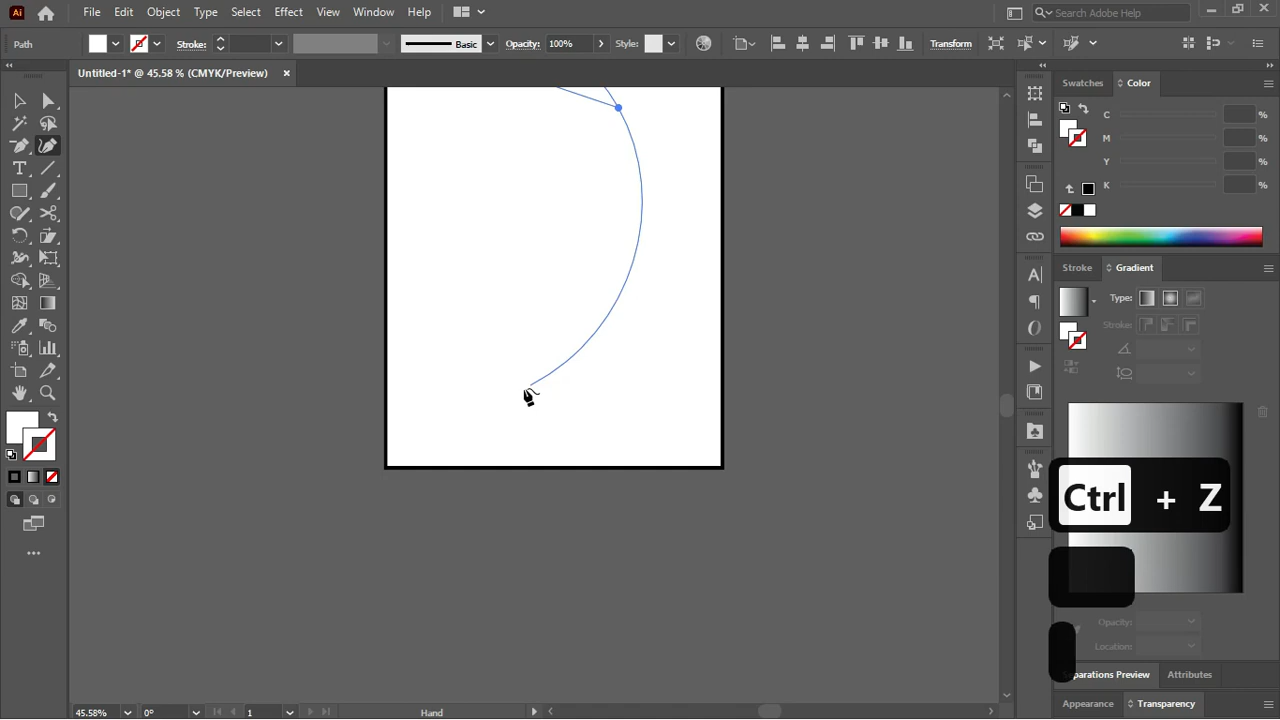 Ai File Edit Object Type Select Effect View Window Help Search Adobe Help
Path Stroke: Basic Opacity: 100% Style: Transform
Untitled-1* @ 45.58 % (CMYK/Preview) ×
Swatches Color
C %
M %
Y %
K %
Stroke Gradient
Type:
Stroke:
Ctrl + Z
Opacity:
Location:
Separations Preview Attributes
Appearance Transparency
45.58% 0° 1 Hand